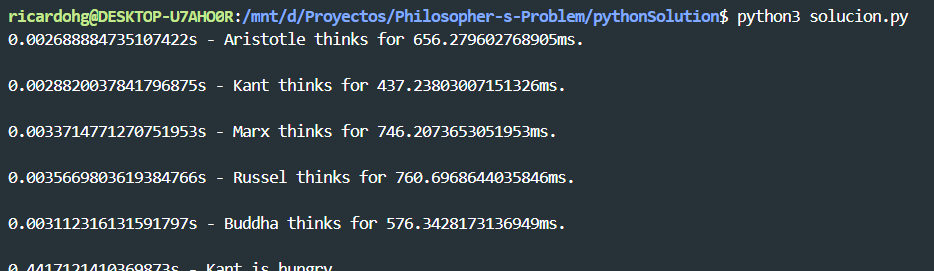 ricardohg@DESKTOP-U7AHO0R:/mnt/d/Proyectos/Philosopher-s-Problem/pythonSolution$ python3 solucion.py
0.002688884735107422s - Aristotle thinks for 656.279602768905ms.
0.0028820037841796875s - Kant thinks for 437.23803007151326ms.
0.0033714771270751953s - Marx thinks for 746.2073653051953ms.
0.0035669803619384766s - Russel thinks for 760.6968644035846ms.
0.003112316131591797s - Buddha thinks for 576.3428173136949ms.
0.4417121410369873s - Kant is hungry